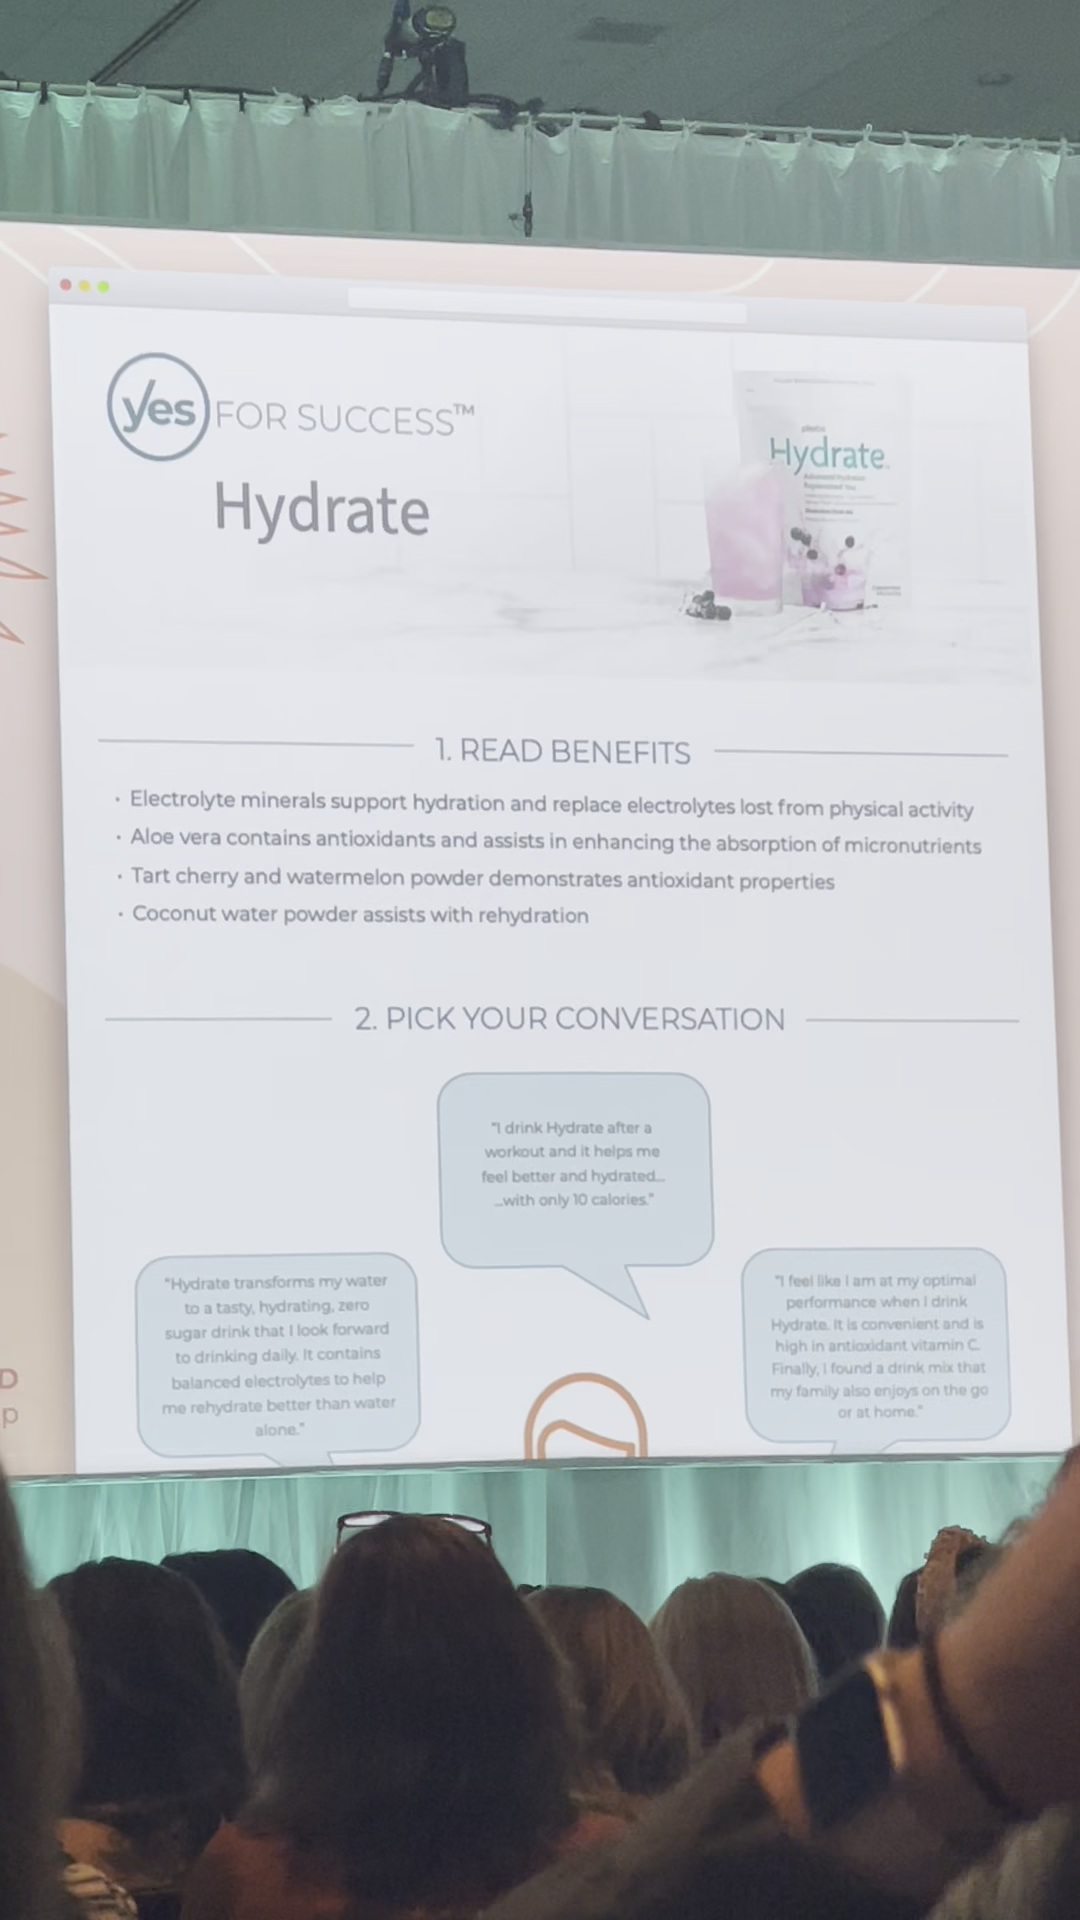 yes FOR SUCCESS™
Hydrate
Hydrate
1. READ BENEFITS
· Electrolyte minerals support hydration and replace electrolytes lost from physical activity
· Aloe vera contains antioxidants and assists in enhancing the absorption of micronutrients
· Tart cherry and watermelon powder demonstrates antioxidant properties
· Coconut water powder assists with rehydration
2. PICK YOUR CONVERSATION
"I drink Hydrate after a
workout and it helps me
feel better and hydrated...
...with only 10 calories."
"Hydrate transforms my water
to a tasty, hydrating, zero
sugar drink that I look forward
to drinking daily. It contains
balanced electrolytes to help
me rehydrate better than water
alone."
"I feel like I am at my optimal
performance when I drink
Hydrate. It is convenient and is
high in antioxidant vitamin C.
Finally, I found a drink mix that
my family also enjoys on the go
or at home."
D
p